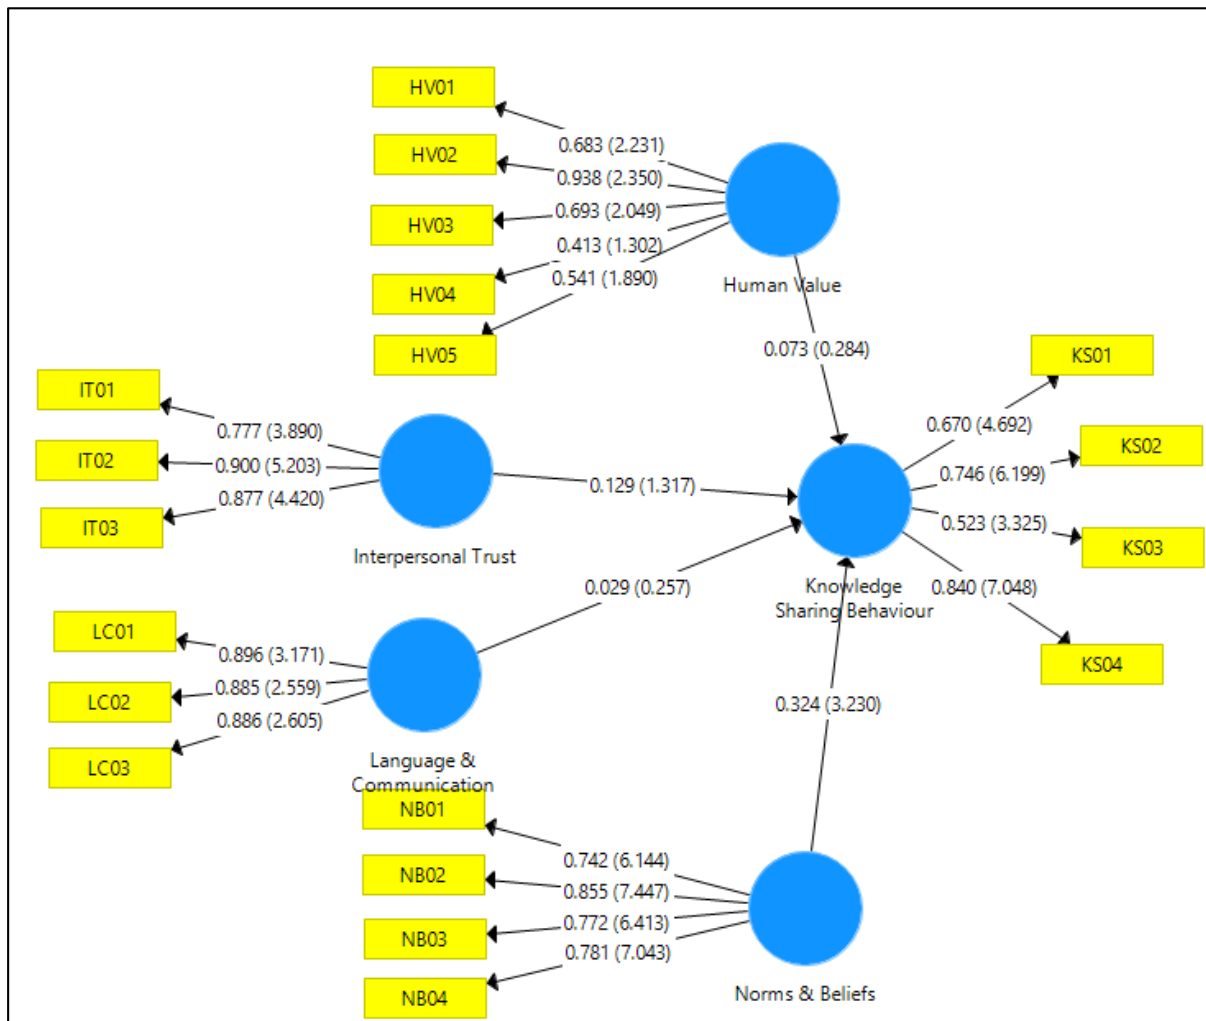 HV01
HV02
HV03
HV04
HV05
0.683 (2.231)
0.938 (2.350)
0.693 (2.049)
0.413 (1.302)
0.541 (1.890)
Human Value
0.073 (0.284)
IT01
IT02
IT03
0.777 (3.890)
0.900 (5.203)
0.877 (4.420)
Interpersonal Trust
0.129 (1.317)
KS01
KS02
KS03
KS04
0.670 (4.692)
0.746 (6.199)
0.523 (3.325)
0.840 (7.048)
Knowledge
Sharing Behaviour
LC01
LC02
LC03
0.896 (3.171)
0.885 (2.559)
0.886 (2.605)
Language &
Communication
0.029 (0.257)
0.324 (3.230)
NB01
NB02
NB03
NB04
0.742 (6.144)
0.855 (7.447)
0.772 (6.413)
0.781 (7.043)
Norms & Beliefs